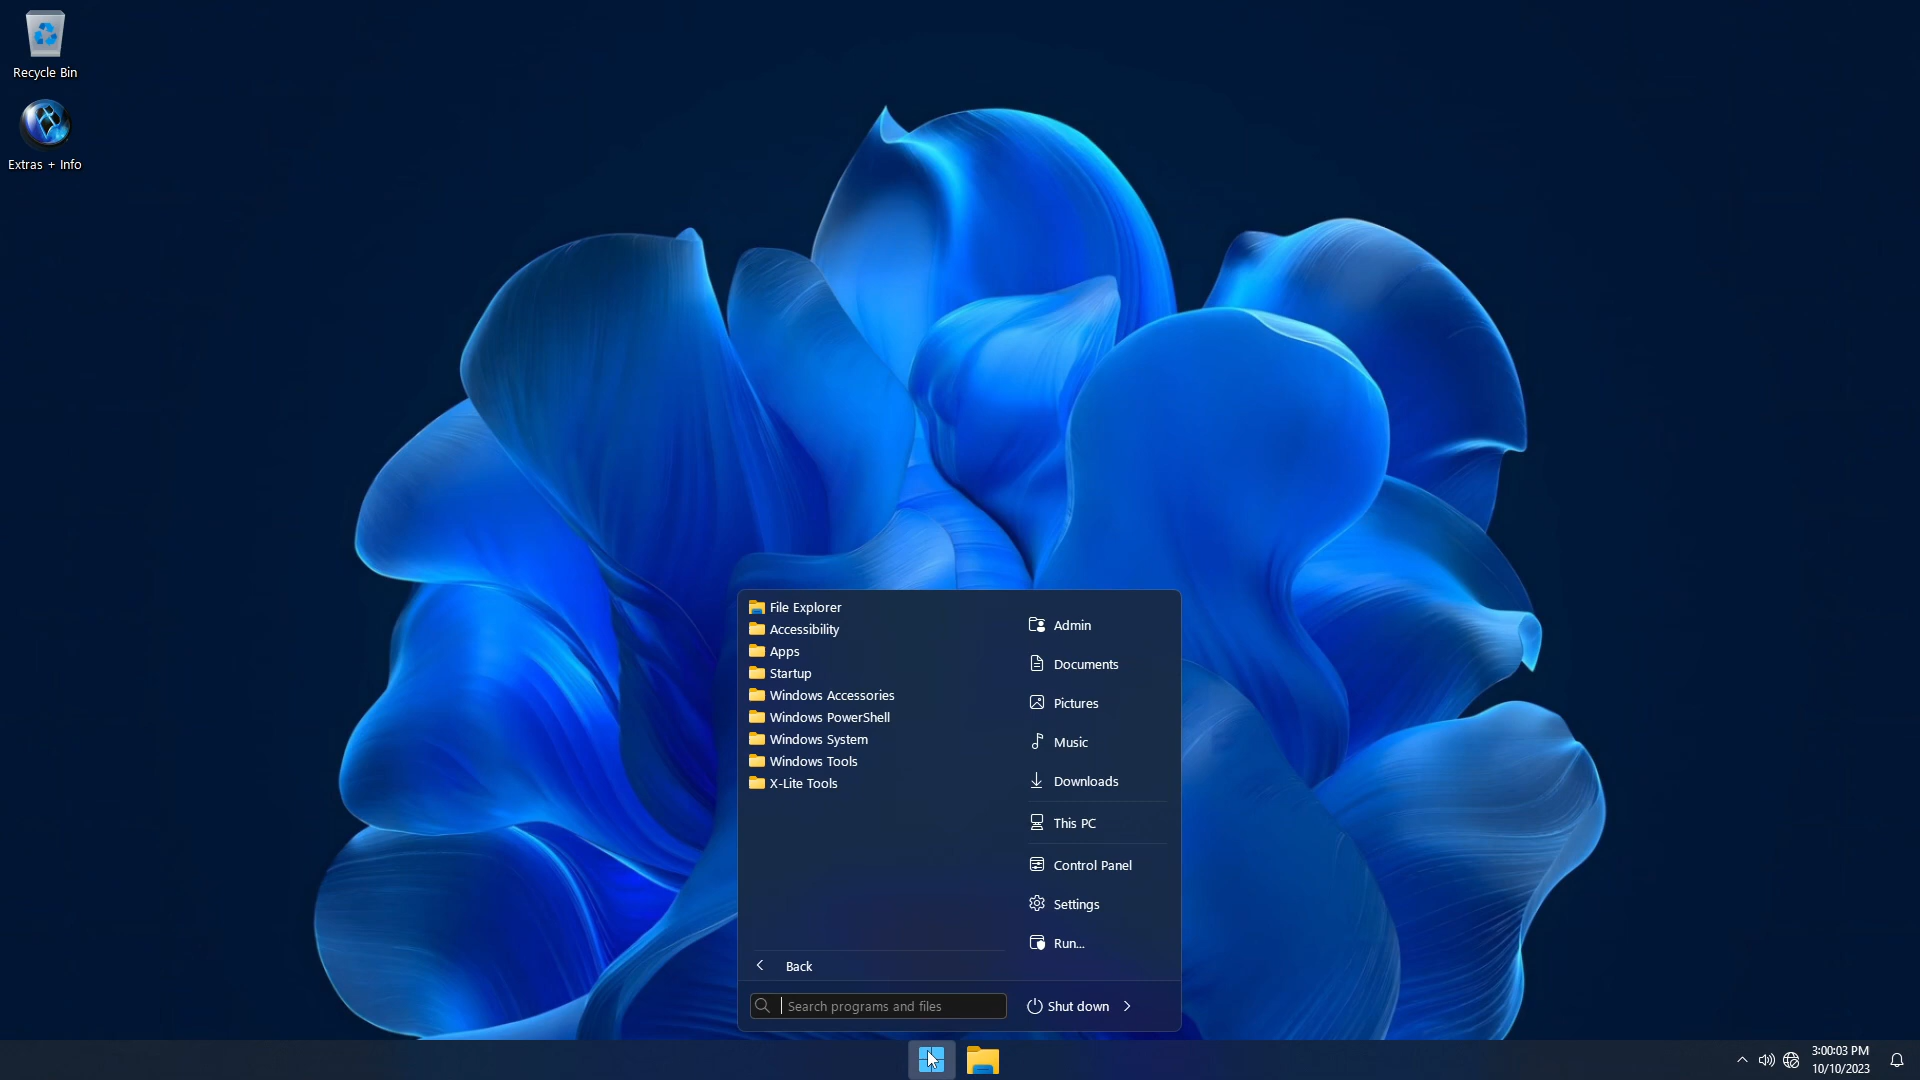 Recycle Bin
Extras + Info
File Explorer
Accessibility
Apps
Startup
Windows Accessories
Windows PowerShell
Windows System
Windows Tools
X-Lite Tools
Back
Search programs and files
Admin
Documents
Pictures
Music
Downloads
This PC
Control Panel
Settings
Run...
Shut down
3:00:03 PM
10/10/2023